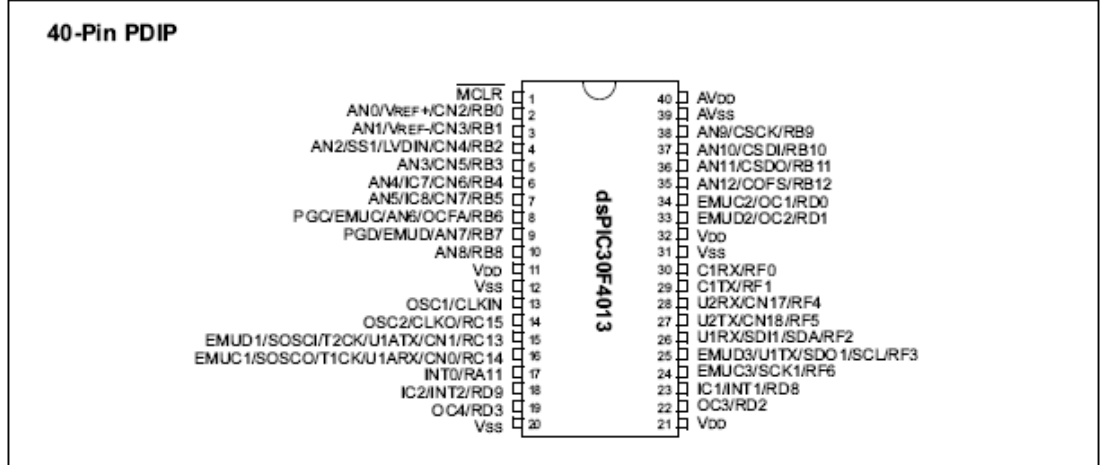 40-Pin PDIP
MCLR 1 40 AVDD
AN0/VREF+/CN2/RB0 2 39 AVSS
AN1/VREF-/CN3/RB1 3 38 AN9/CSCK/RB9
AN2/SS1/LVDIN/CN4/RB2 4 37 AN10/CSDI/RB10
AN3/CN5/RB3 5 36 AN11/CSDO/RB11
AN4/IC7/CN6/RB4 6 35 AN12/COFS/RB12
AN5/IC8/CN7/RB5 7 34 EMUC2/OC1/RD0
PGC/EMUC/AN6/OCFA/RB6 8 33 EMUD2/OC2/RD1
PGD/EMUD/AN7/RB7 9 32 VDD
AN8/RB8 10 31 VSS
VDD 11 30 C1RX/RF0
VSS 12 29 C1TX/RF1
OSC1/CLKIN 13 28 U2RX/CN17/RF4
OSC2/CLKO/RC15 14 27 U2TX/CN18/RF5
EMUD1/SOSCI/T2CK/U1ATX/CN1/RC13 15 26 U1RX/SDI1/SDA/RF2
EMUC1/SOSCO/T1CK/U1ARX/CN0/RC14 16 25 EMUD3/U1TX/SDO1/SCL/RF3
INT0/RA11 17 24 EMUC3/SCK1/RF6
IC2/INT2/RD9 18 23 IC1/INT1/RD8
OC4/RD3 19 22 OC3/RD2
VSS 20 21 VDD
dsPIC30F4013